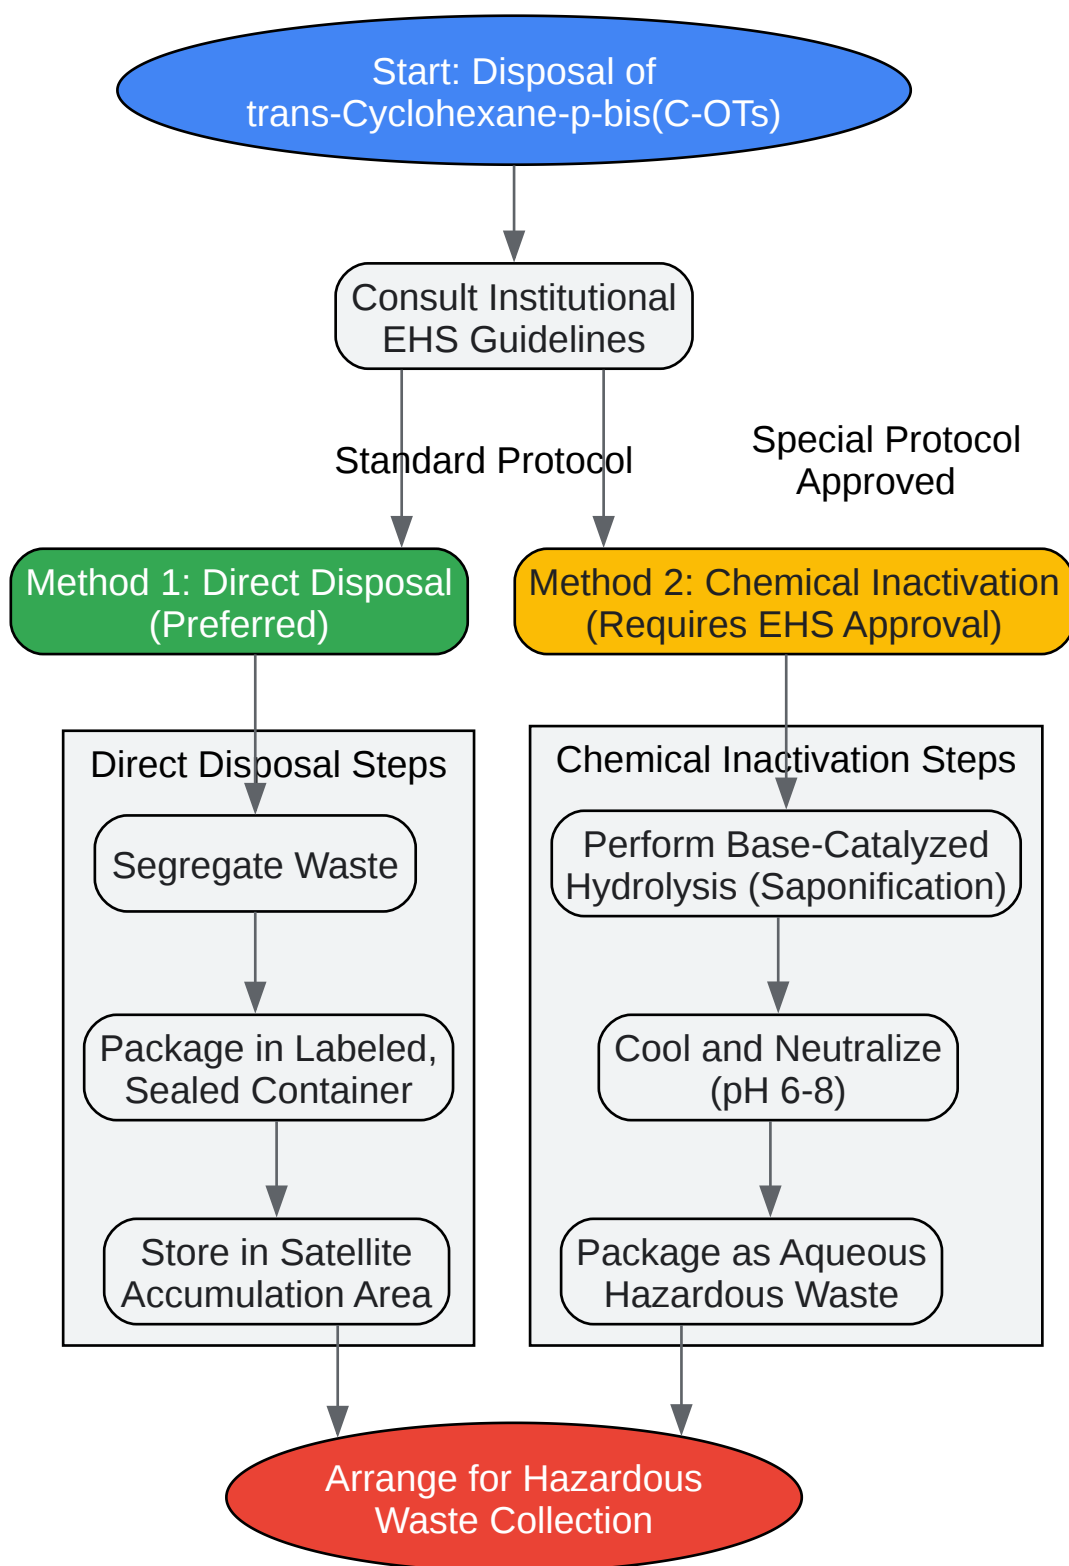 Start: Disposal of
trans-Cyclohexane-p-bis(C-OTs)
Consult Institutional
EHS Guidelines
Standard Protocol
Special Protocol
Approved
Method 1: Direct Disposal
(Preferred)
Method 2: Chemical Inactivation
(Requires EHS Approval)
Direct Disposal Steps
Segregate Waste
Package in Labeled,
Sealed Container
Store in Satellite
Accumulation Area
Chemical Inactivation Steps
Perform Base-Catalyzed
Hydrolysis (Saponification)
Cool and Neutralize
(pH 6-8)
Package as Aqueous
Hazardous Waste
Arrange for Hazardous
Waste Collection